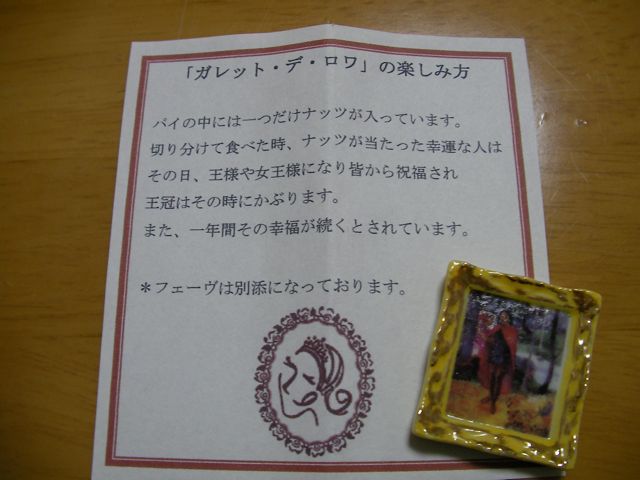 「ガレット・デ・ロワ」の楽しみ方
パイの中には一つだけナッツが入っています。
切り分けて食べた時、ナッツが当たった幸運な人は
その日、王様や女王様になり皆から祝福され
王冠はその時にかぶります。
また、一年間その幸福が続くとされています。
＊フェーヴは別添になっております。